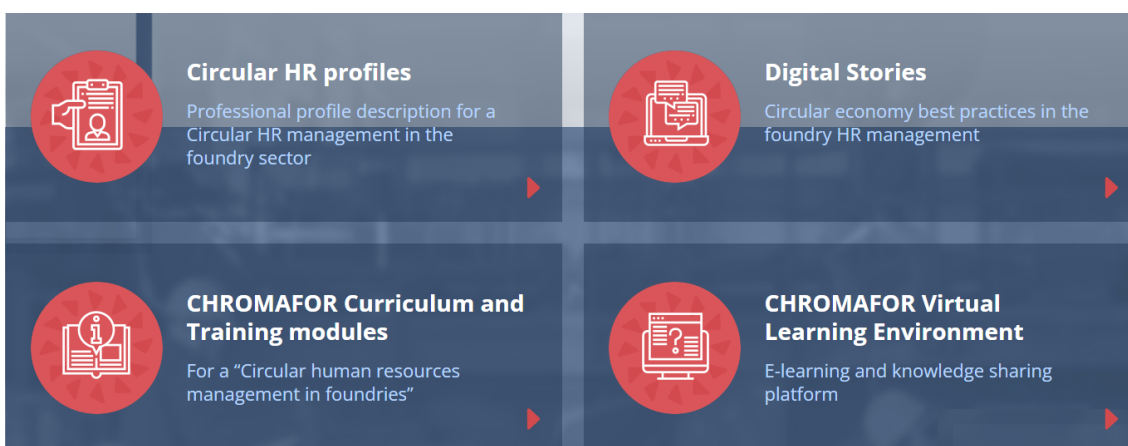 Circular HR profiles
Professional profile description for a
Circular HR management in the
foundry sector
Digital Stories
Circular economy best practices in the
foundry HR management
CHROMAFOR Curriculum and
Training modules
For a “Circular human resources
management in foundries”
CHROMAFOR Virtual
Learning Environment
E-learning and knowledge sharing
platform